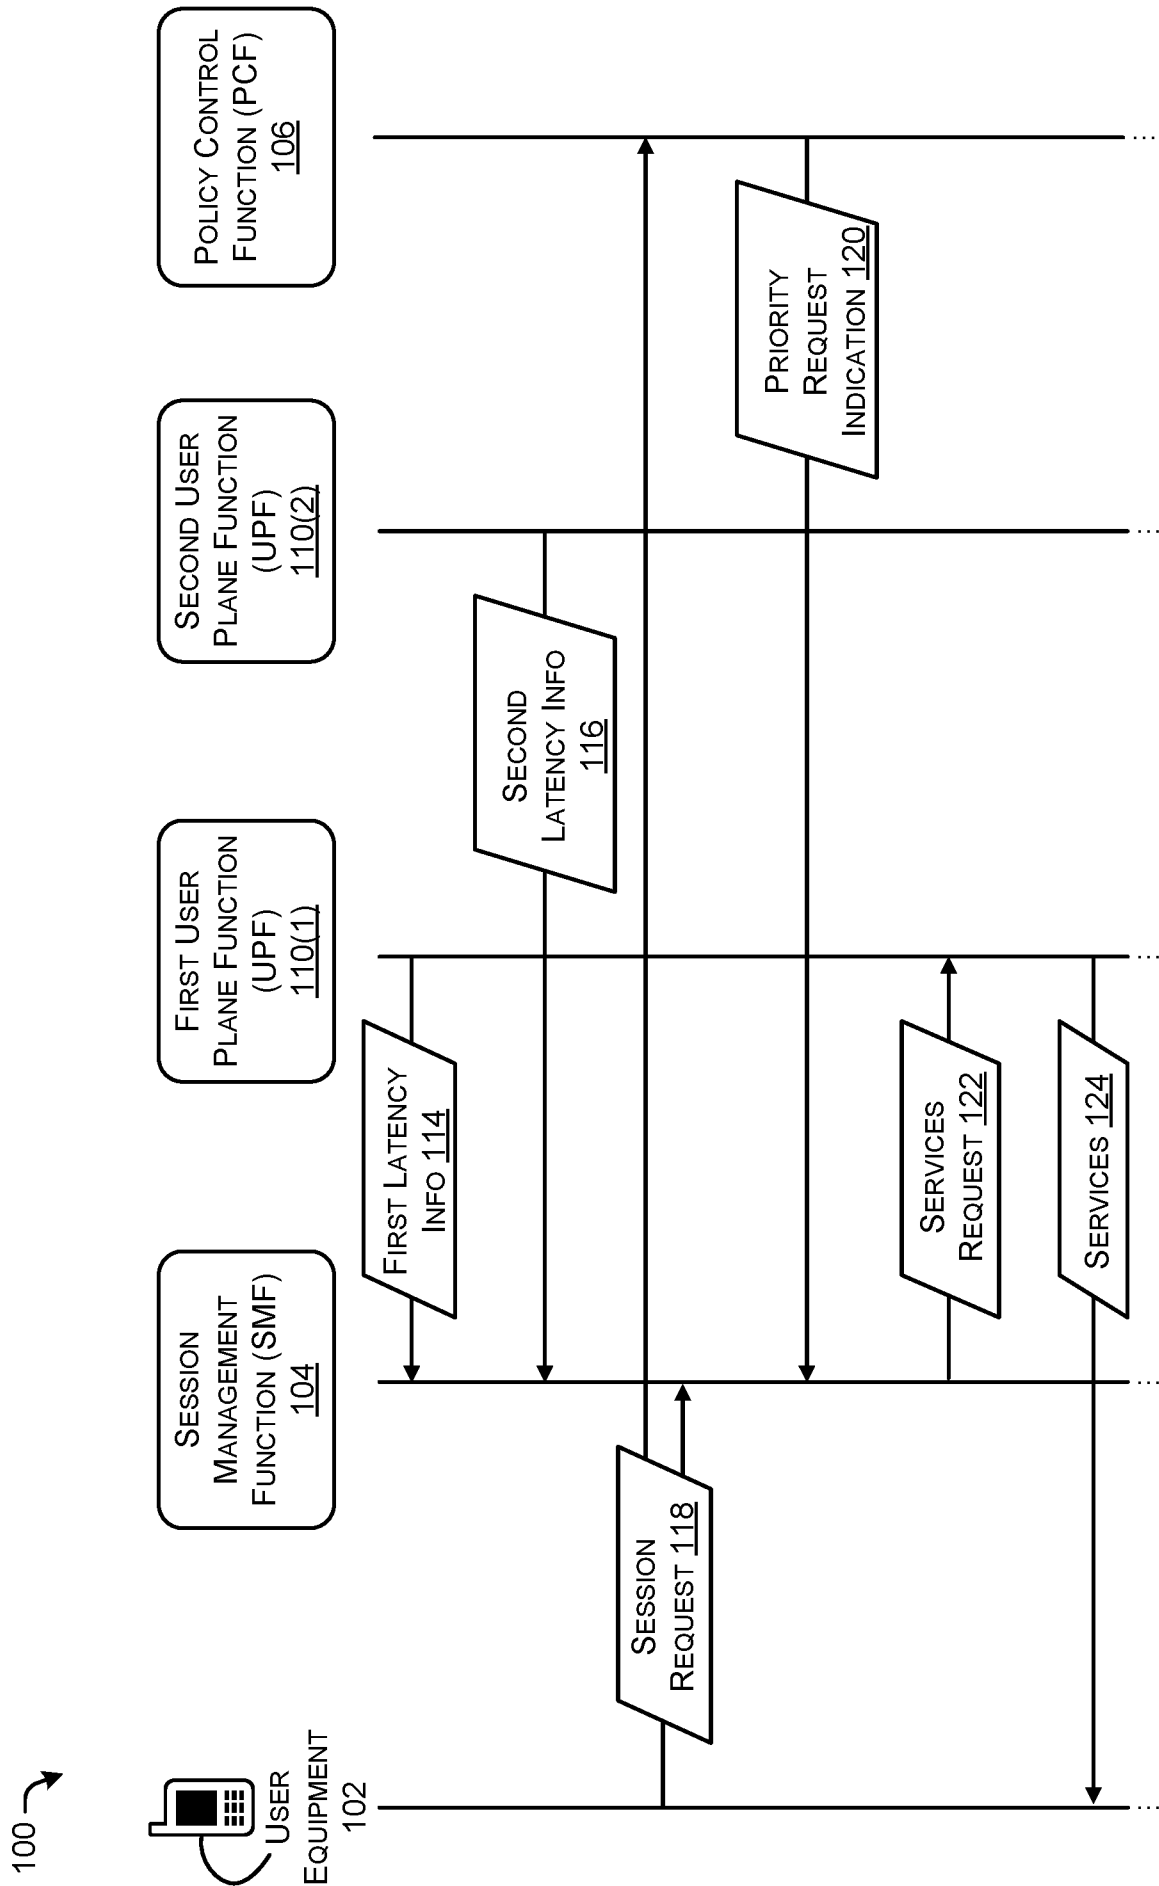 100
USER
EQUIPMENT
102
SESSION
MANAGEMENT
FUNCTION (SMF)
104
FIRST USER
PLANE FUNCTION
(UPF)
110(1)
SECOND USER
PLANE FUNCTION
(UPF)
110(2)
POLICY CONTROL
FUNCTION (PCF)
106
FIRST LATENCY
INFO 114
SECOND
LATENCY INFO
116
SESSION
REQUEST 118
PRIORITY
REQUEST
INDICATION 120
SERVICES
REQUEST 122
SERVICES 124